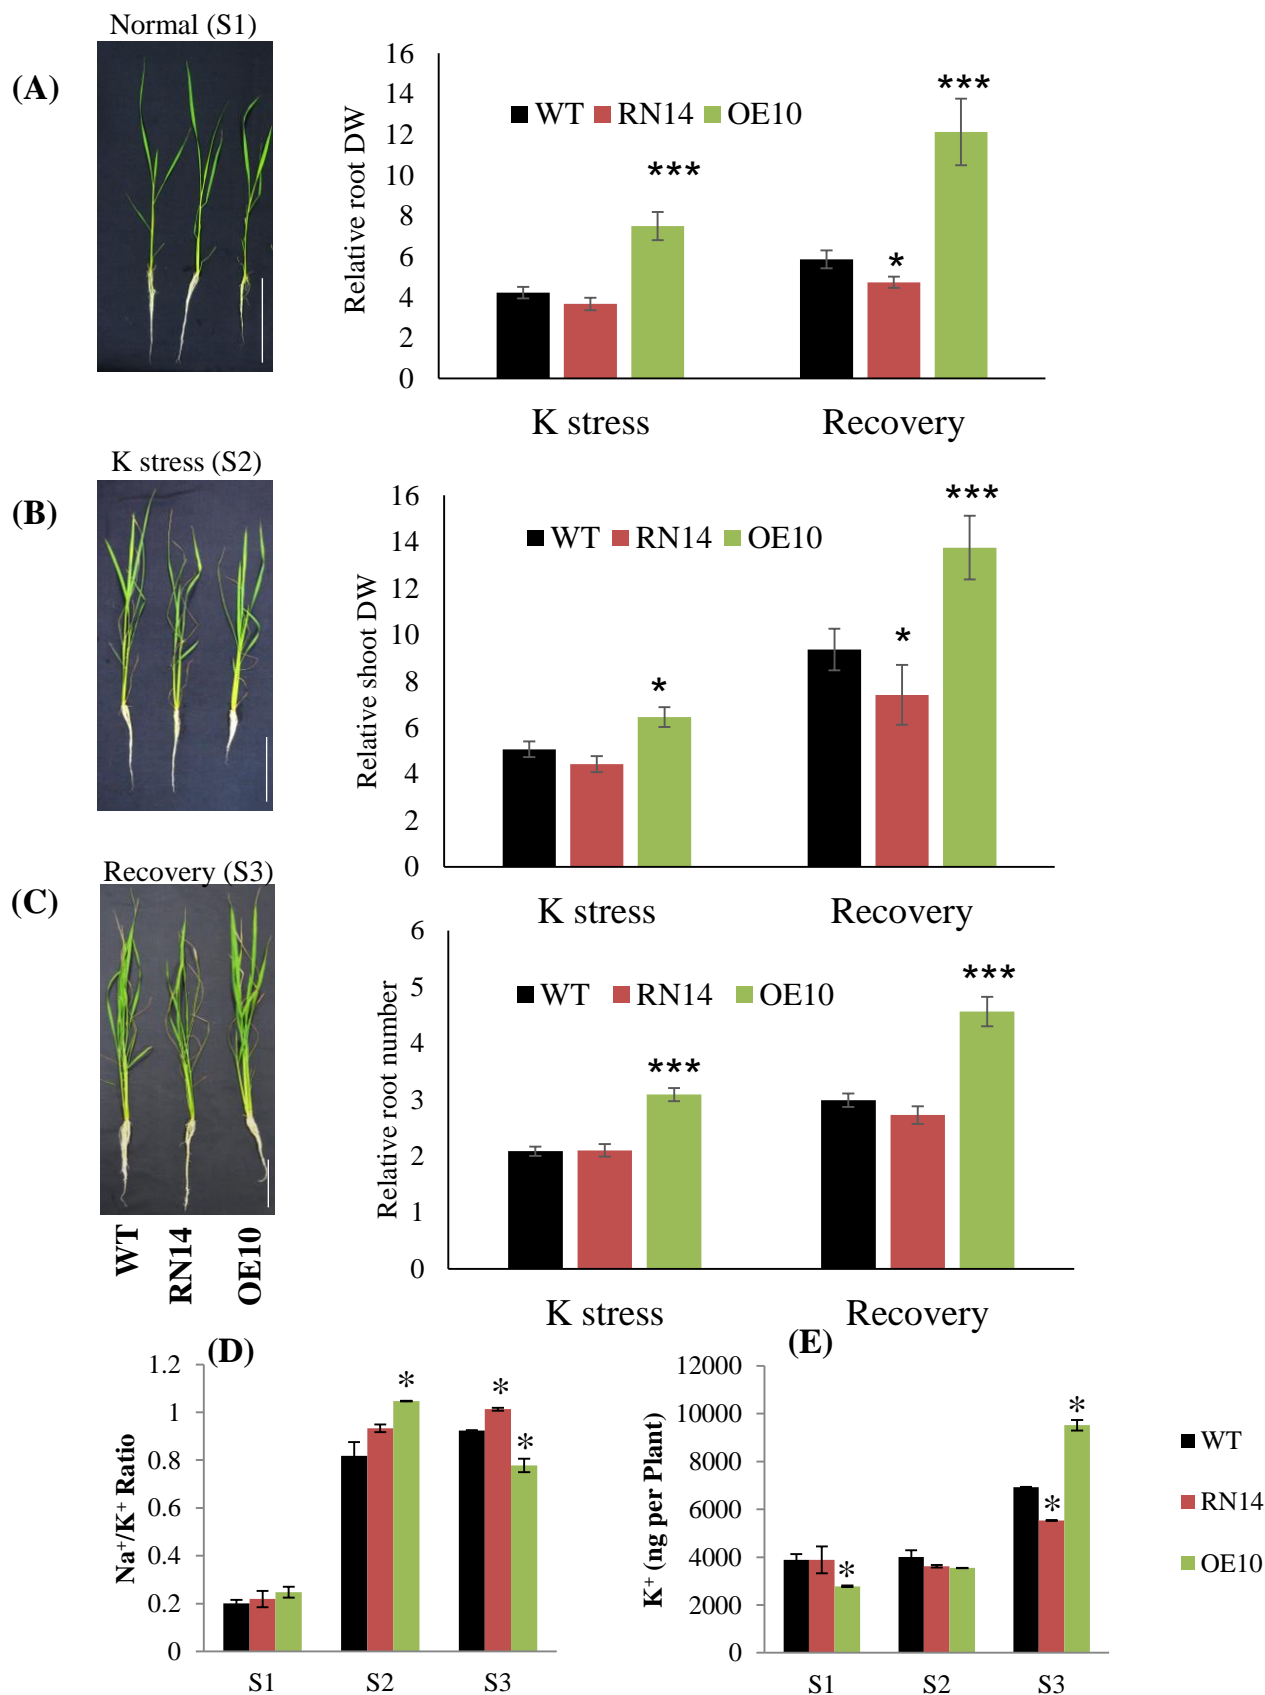 Normal (S1)
(A)
16
14
12
10
8
6
4
2
0
Relative root DW
WT RN14 OE10
***
*
***
K stress Recovery
K stress (S2)
(B)
16
14
12
10
8
6
4
2
0
Relative shoot DW
WT RN14 OE10
*
*
***
K stress Recovery
Recovery (S3)
(C)
WT
RN14
OE10
6
5
4
3
2
1
0
Relative root number
WT RN14 OE10
***
***
K stress Recovery
(D)
1.2
1
0.8
0.6
0.4
0.2
0
Na⁺/K⁺ Ratio
*
*
*
S1 S2 S3
(E)
12000
10000
8000
6000
4000
2000
0
K⁺ (ng per Plant)
*
*
*
S1 S2 S3
WT
RN14
OE10